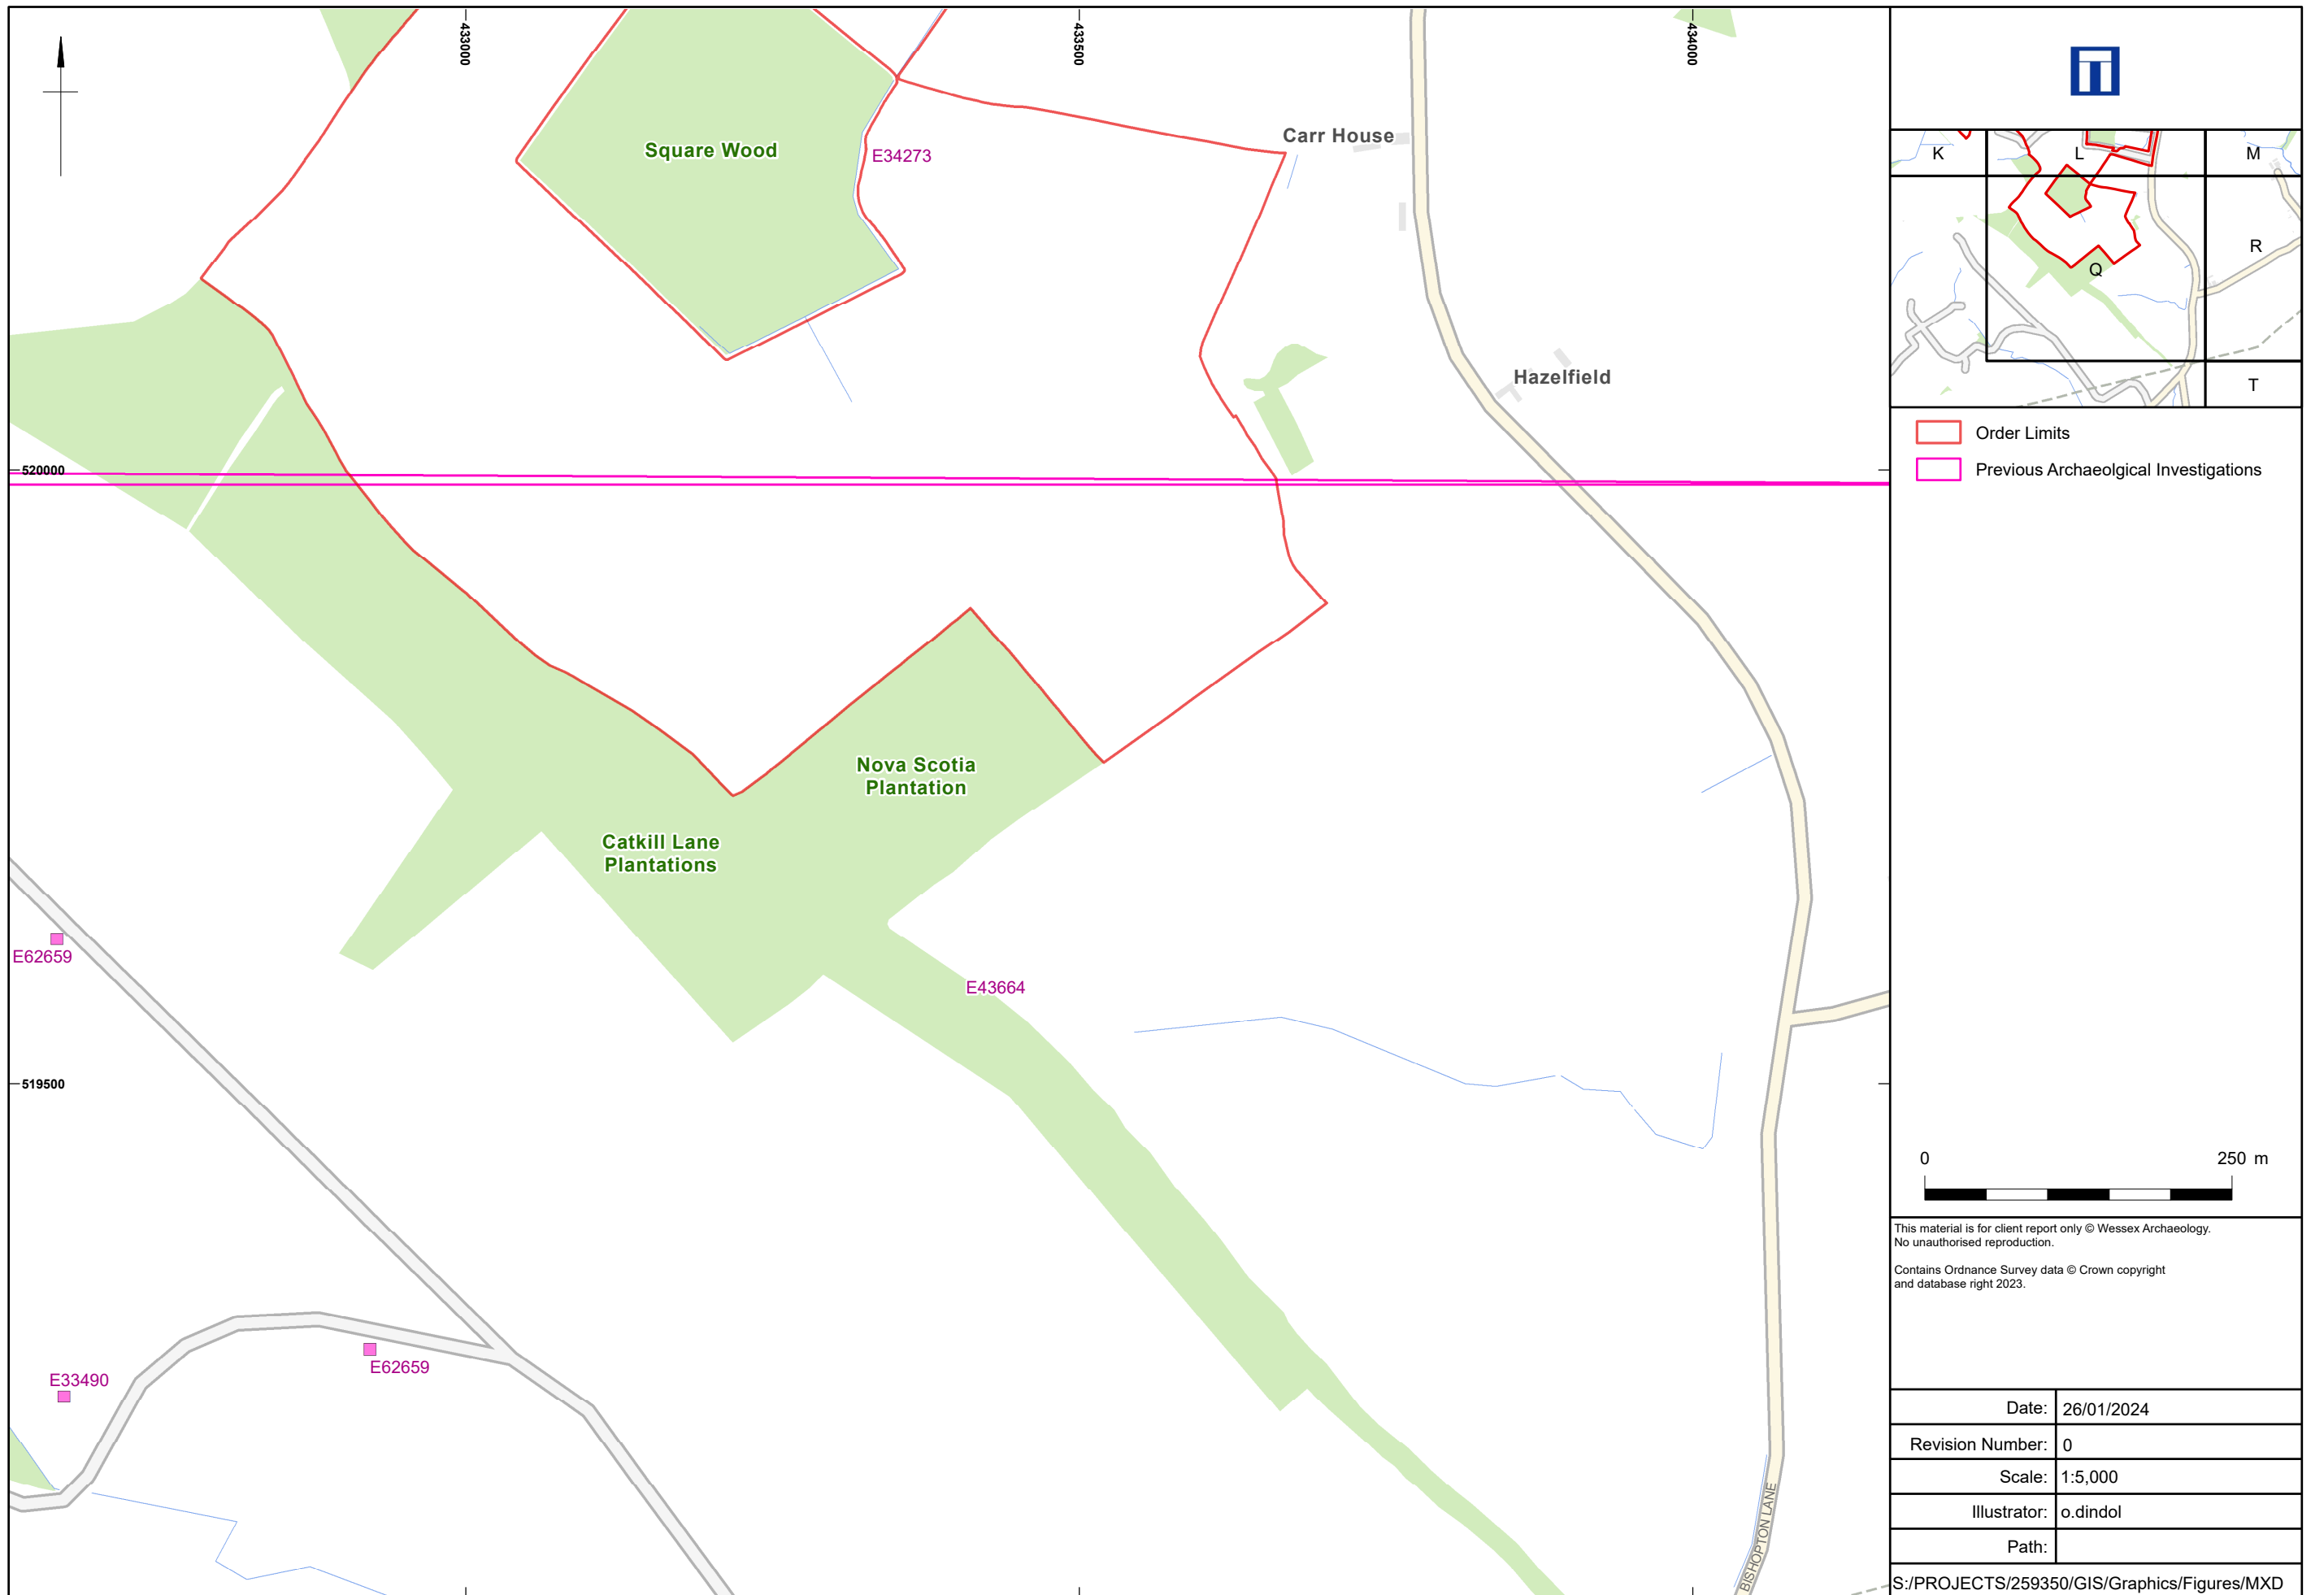 433000
433500
434000
Square Wood
E34273
Carr House
Hazelfield
520000
Nova Scotia
Plantation
Catkill Lane
Plantations
E62659
E43664
519500
E62659
E33490
BISHOPTON LANE
K
L
M
Q
R
T
Order Limits
Previous Archaeolgical Investigations
0
250 m
This material is for client report only © Wessex Archaeology.
No unauthorised reproduction.
Contains Ordnance Survey data © Crown copyright
and database right 2023.
Date: 26/01/2024
Revision Number: 0
Scale: 1:5,000
Illustrator: o.dindol
Path:
S:/PROJECTS/259350/GIS/Graphics/Figures/MXD